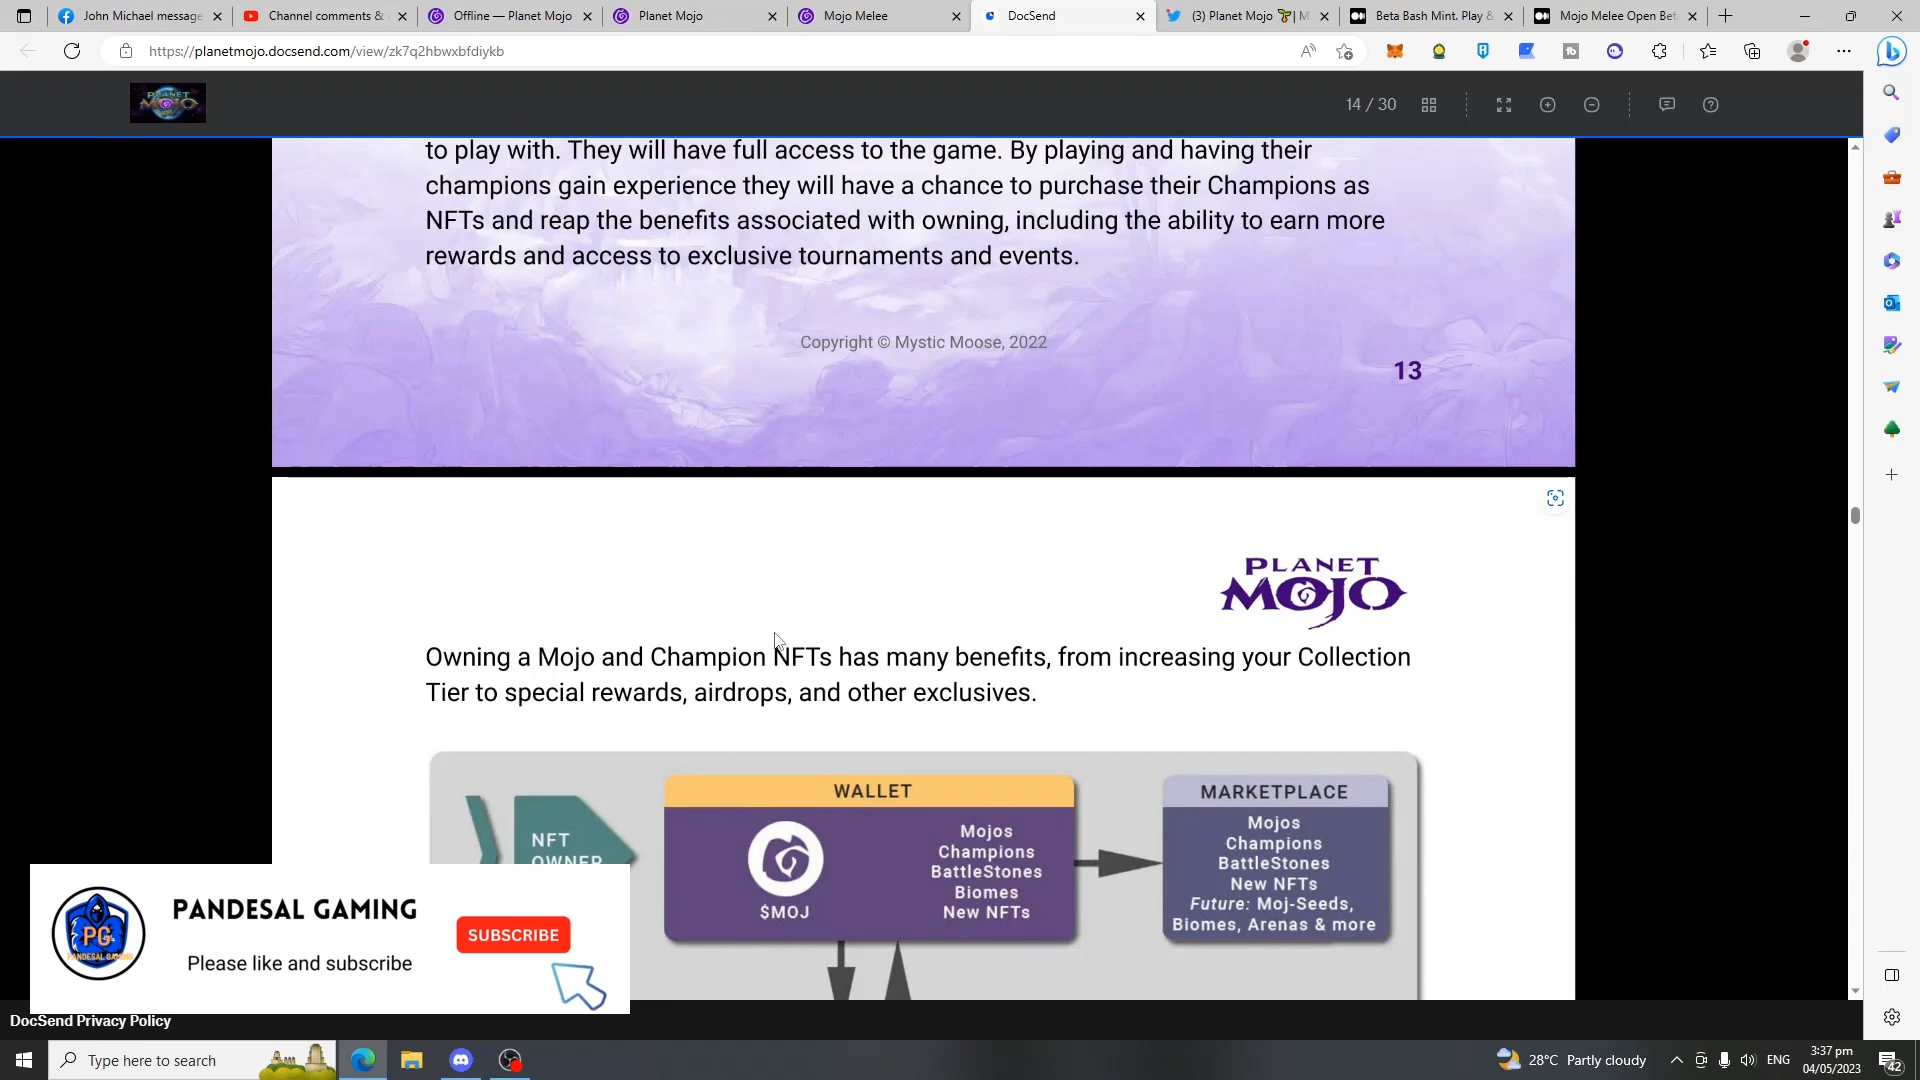 John Michael message
Channel comments &
Offline — Planet Mojo
Planet Mojo
Mojo Melee
DocSend
(3) Planet Mojo
Beta Bash Mint. Play &
Mojo Melee Open Bet
https://planetmojo.docsend.com/view/zk7q2hbwxbfdiykb
PLANET
MOJO
14 / 30
to play with. They will have full access to the game. By playing and having their
champions gain experience they will have a chance to purchase their Champions as
NFTs and reap the benefits associated with owning, including the ability to earn more
rewards and access to exclusive tournaments and events.
Copyright © Mystic Moose, 2022
13
PLANET
MOJO
Owning a Mojo and Champion NFTs has many benefits, from increasing your Collection
Tier to special rewards, airdrops, and other exclusives.
NFT
OWNER
WALLET
$MOJ
Mojos
Champions
BattleStones
Biomes
New NFTs
MARKETPLACE
Mojos
Champions
BattleStones
New NFTs
Future: Moj-Seeds,
Biomes, Arenas & more
PG
PANDESAL GAMING
PANDESAL GAMING
SUBSCRIBE
Please like and subscribe
DocSend Privacy Policy
Type here to search
28°C Partly cloudy
ENG
3:37 pm
04/05/2023
42